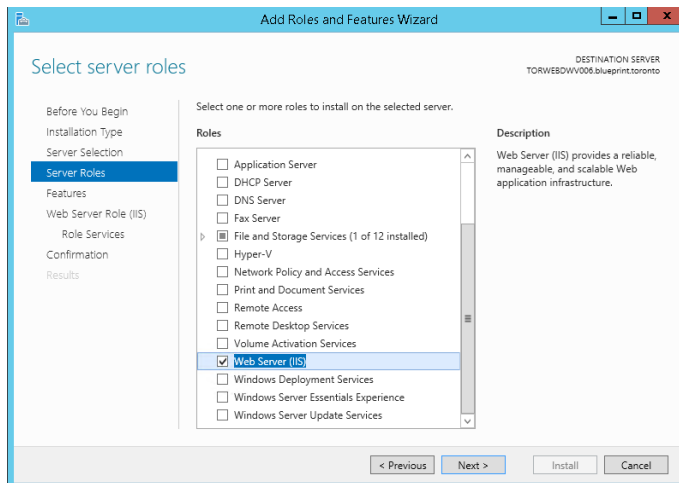 Add Roles and Features Wizard
Select server roles
DESTINATION SERVER
TORWEBDWV006.blueprint.toronto
Before You Begin
Installation Type
Server Selection
Server Roles
Features
Web Server Role (IIS)
Role Services
Confirmation
Results
Select one or more roles to install on the selected server.
Roles
Application Server
DHCP Server
DNS Server
Fax Server
File and Storage Services (1 of 12 installed)
Hyper-V
Network Policy and Access Services
Print and Document Services
Remote Access
Remote Desktop Services
Volume Activation Services
Web Server (IIS)
Windows Deployment Services
Windows Server Essentials Experience
Windows Server Update Services
Description
Web Server (IIS) provides a reliable,
manageable, and scalable Web
application infrastructure.
< Previous
Next >
Install
Cancel